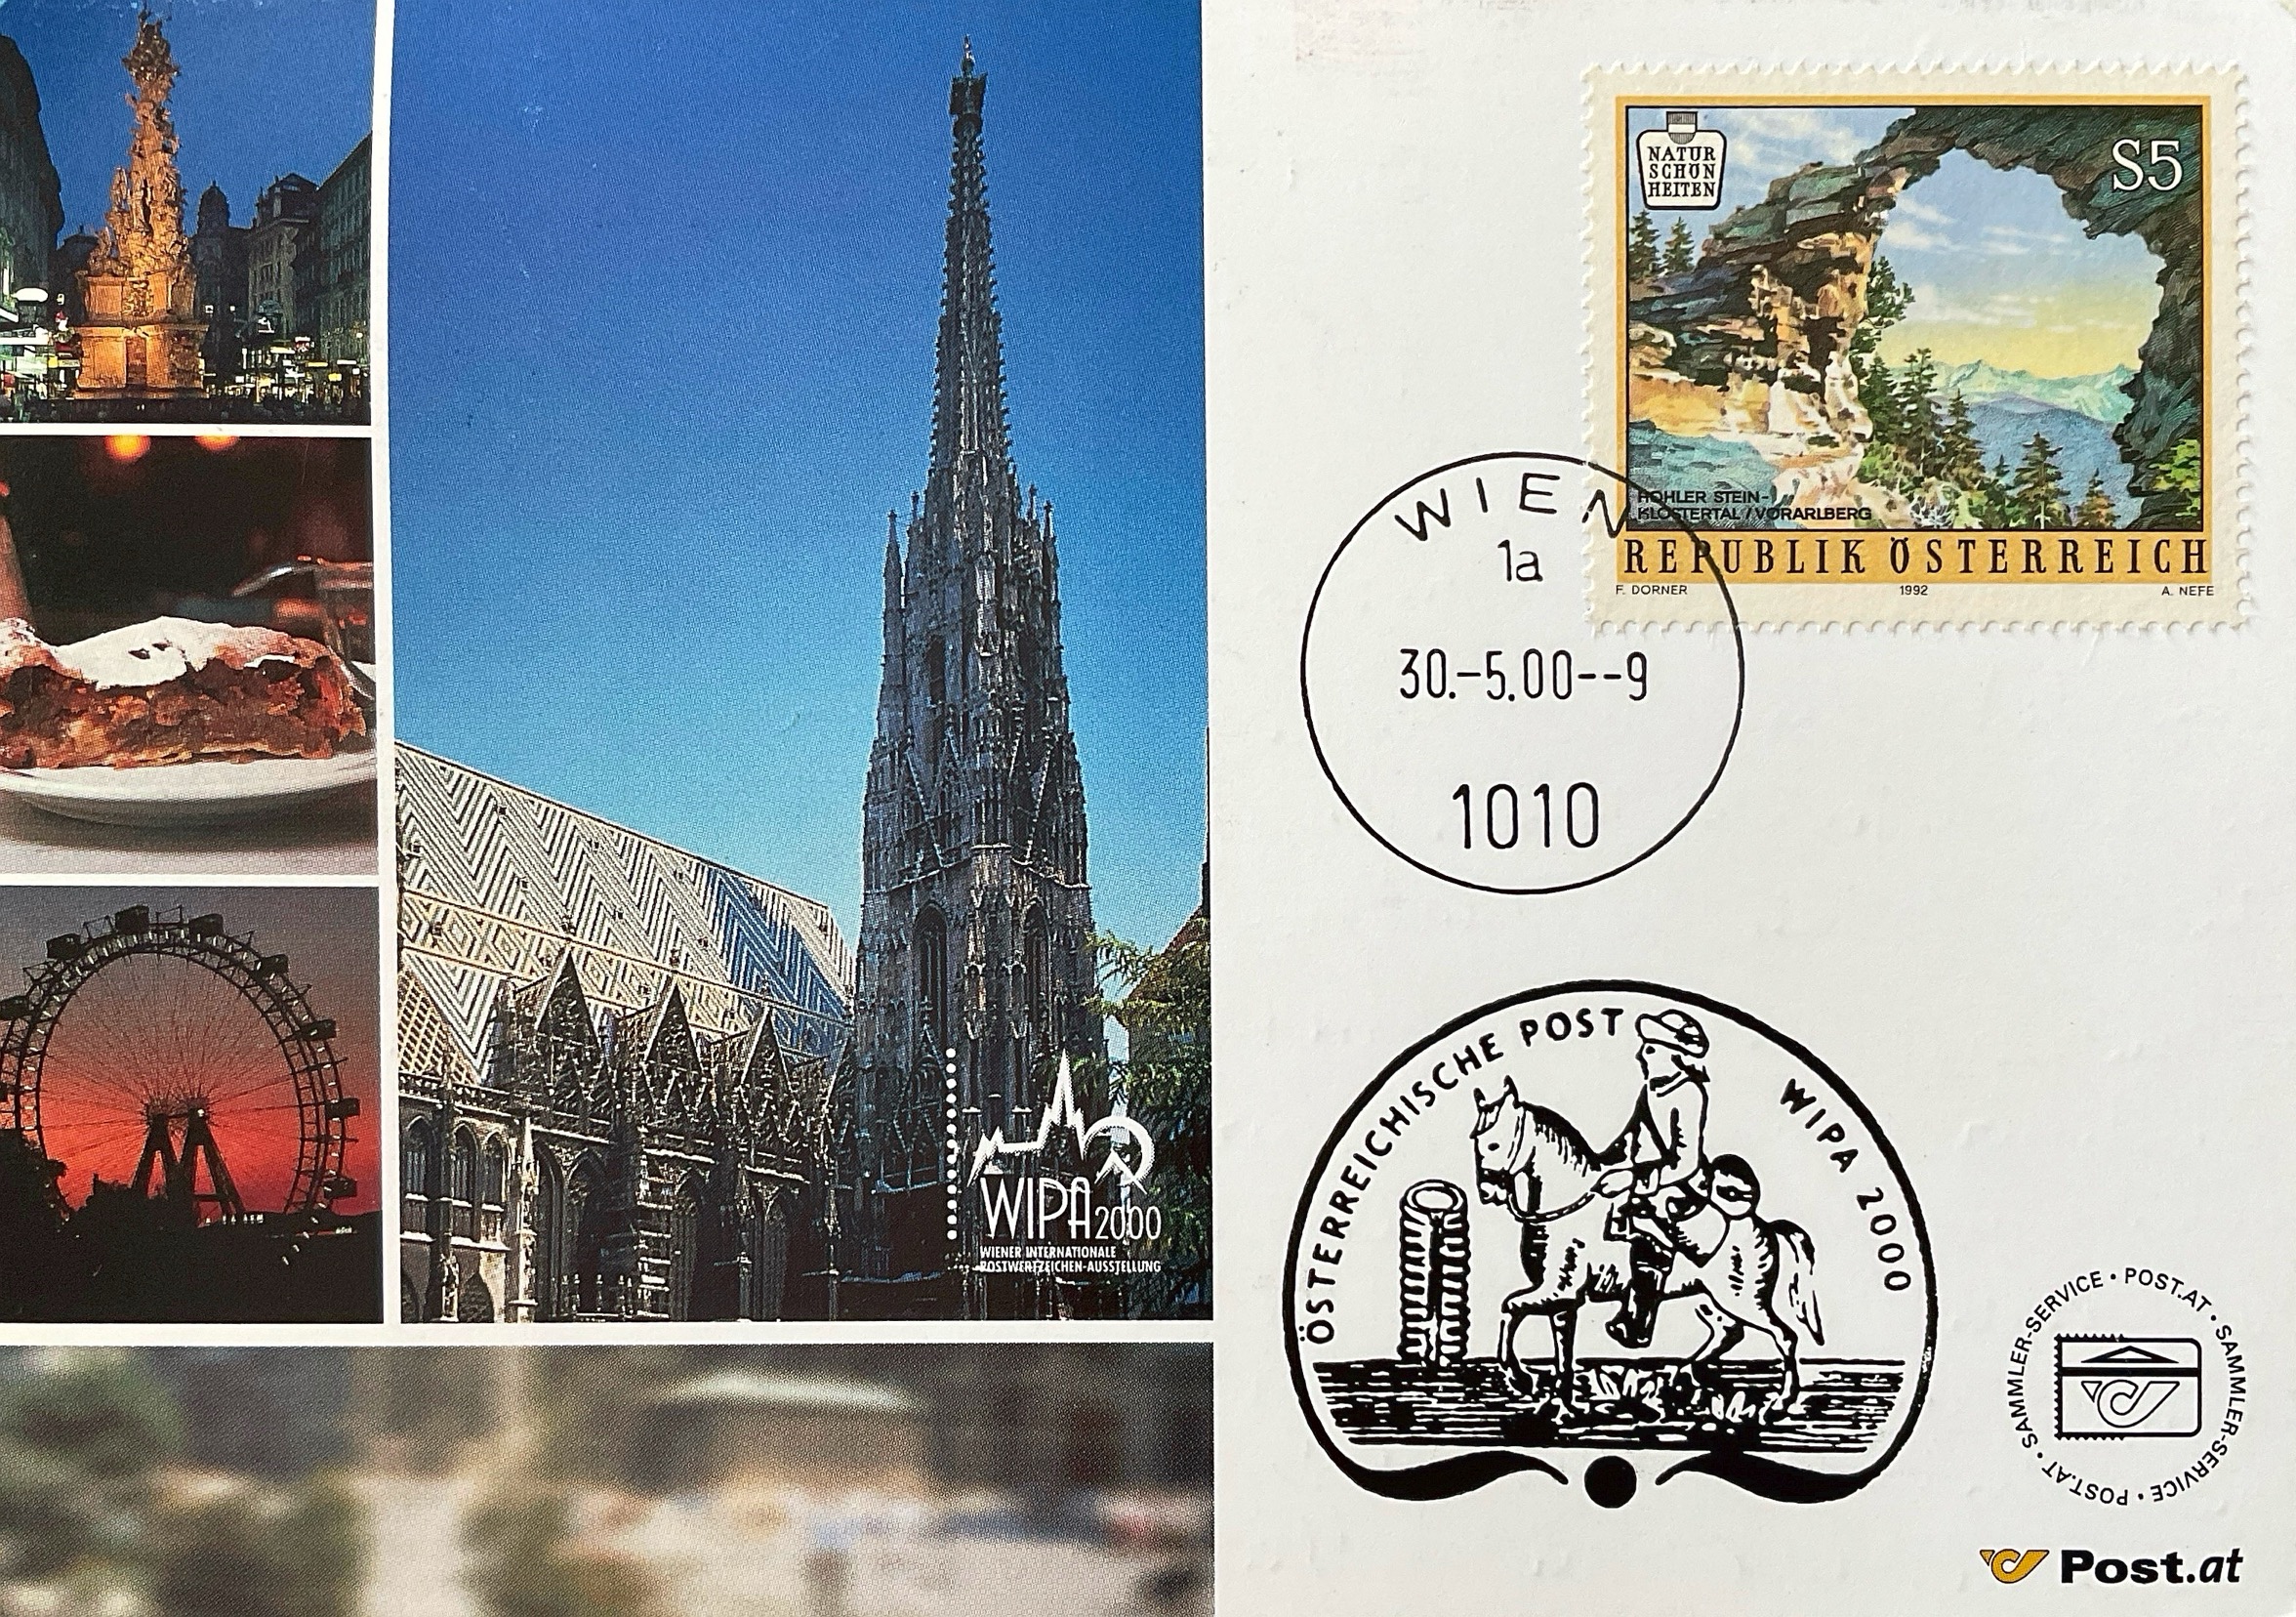 NATUR
SCHÖN
HEITEN
S5
HOHLER STEIN-
KLOSTERTAL / VORARLBERG
REPUBLIK ÖSTERREICH
F. DORNER 1992 A. NEFE
WIEN
1a
30.-5.00--9
1010
WIPA2000
WIENER INTERNATIONALE
POSTWERTZEICHEN-AUSSTELLUNG
ÖSTERREICHISCHE POST WIPA 2000
SAMMLER-SERVICE • POST.AT • SAMMLER-SERVICE • POST.AT •
Post.at